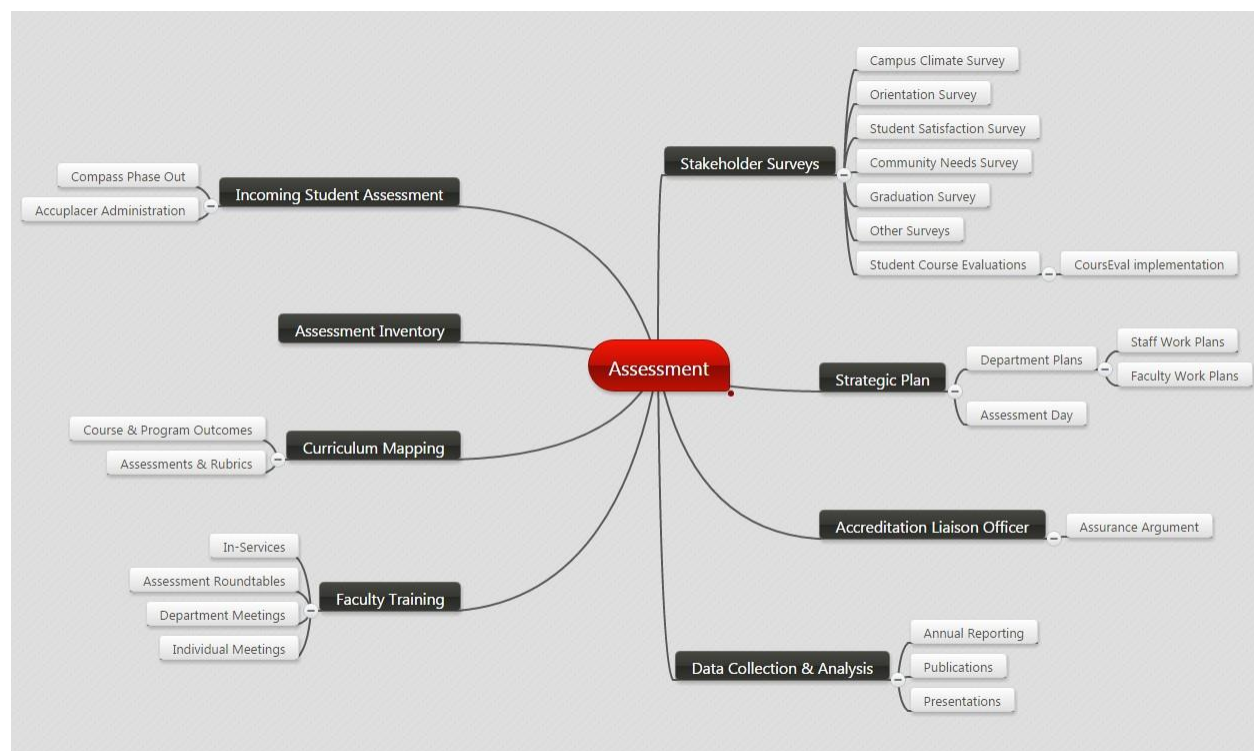 Assessment
Stakeholder Surveys
Campus Climate Survey
Orientation Survey
Student Satisfaction Survey
Community Needs Survey
Graduation Survey
Other Surveys
Student Course Evaluations
CoursEval implementation
Strategic Plan
Department Plans
Staff Work Plans
Faculty Work Plans
Assessment Day
Accreditation Liaison Officer
Assurance Argument
Data Collection & Analysis
Annual Reporting
Publications
Presentations
Incoming Student Assessment
Compass Phase Out
Accuplacer Administration
Assessment Inventory
Curriculum Mapping
Course & Program Outcomes
Assessments & Rubrics
Faculty Training
In-Services
Assessment Roundtables
Department Meetings
Individual Meetings